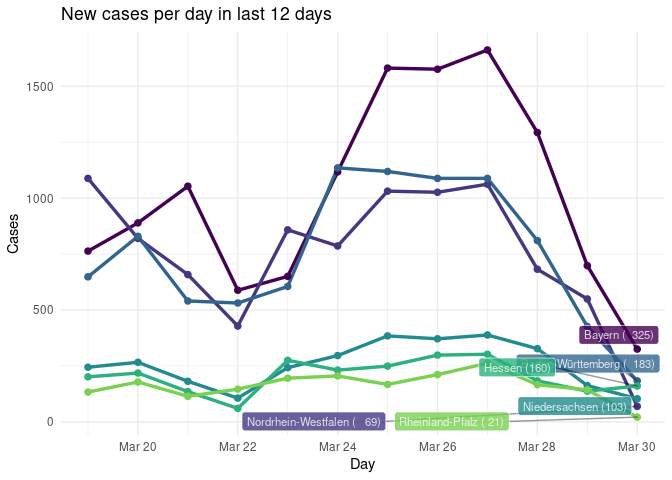 New cases per day in last 12 days
1500
1000
500
0
Cases
Bayern ( 325)
Württemberg ( 183)
Hessen (160)
Niedersachsen (103)
Nordrhein-Westfalen ( 69)
Rheinland-Pfalz ( 21)
Mar 20
Mar 22
Mar 24
Mar 26
Mar 28
Mar 30
Day